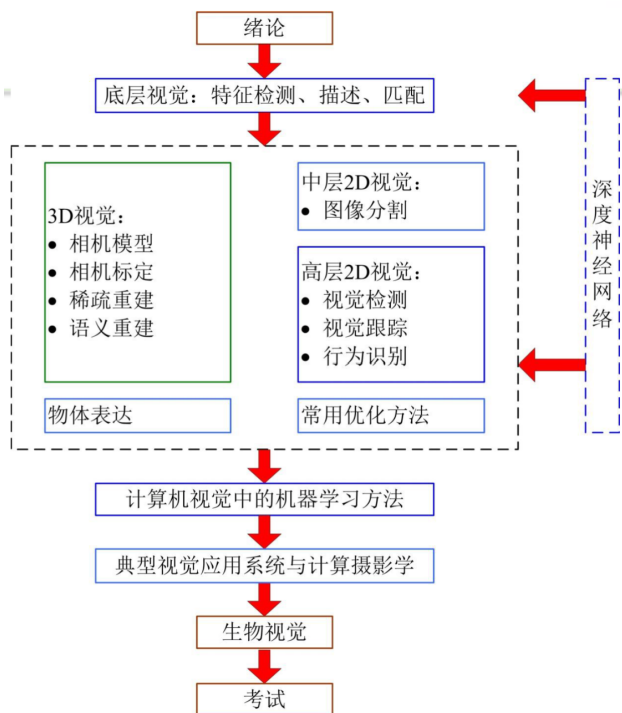 绪论
底层视觉：特征检测、描述、匹配
3D视觉：
● 相机模型
● 相机标定
● 稀疏重建
● 语义重建
中层2D视觉：
● 图像分割
高层2D视觉：
● 视觉检测
● 视觉跟踪
● 行为识别
物体表达
常用优化方法
深度神经网络
计算机视觉中的机器学习方法
典型视觉应用系统与计算摄影学
生物视觉
考试